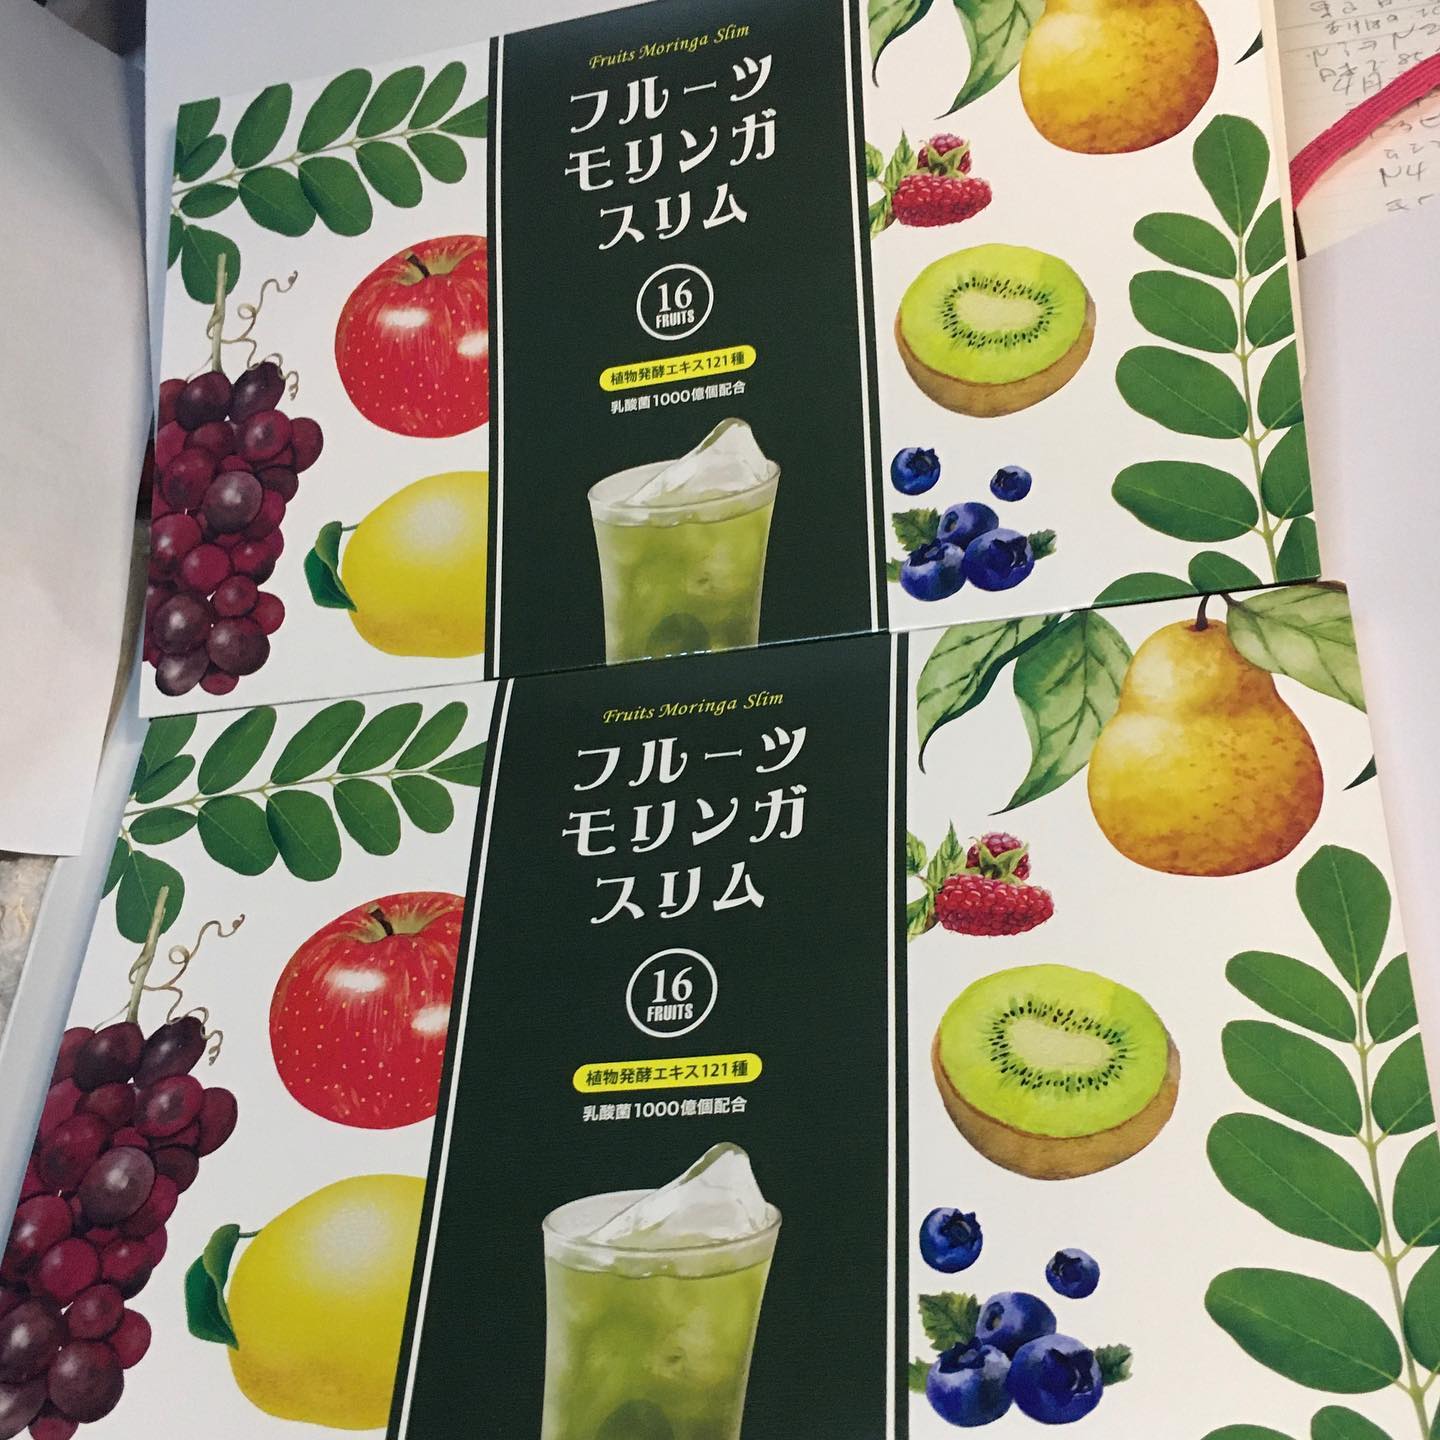 Fruits Moringa Slim
フルーツ
モリンガ
スリム
16
FRUITS
植物発酵エキス121種
乳酸菌1000億個配合
Fruits Moringa Slim
フルーツ
モリンガ
スリム
16
FRUITS
植物発酵エキス121種
乳酸菌1000億個配合
N4